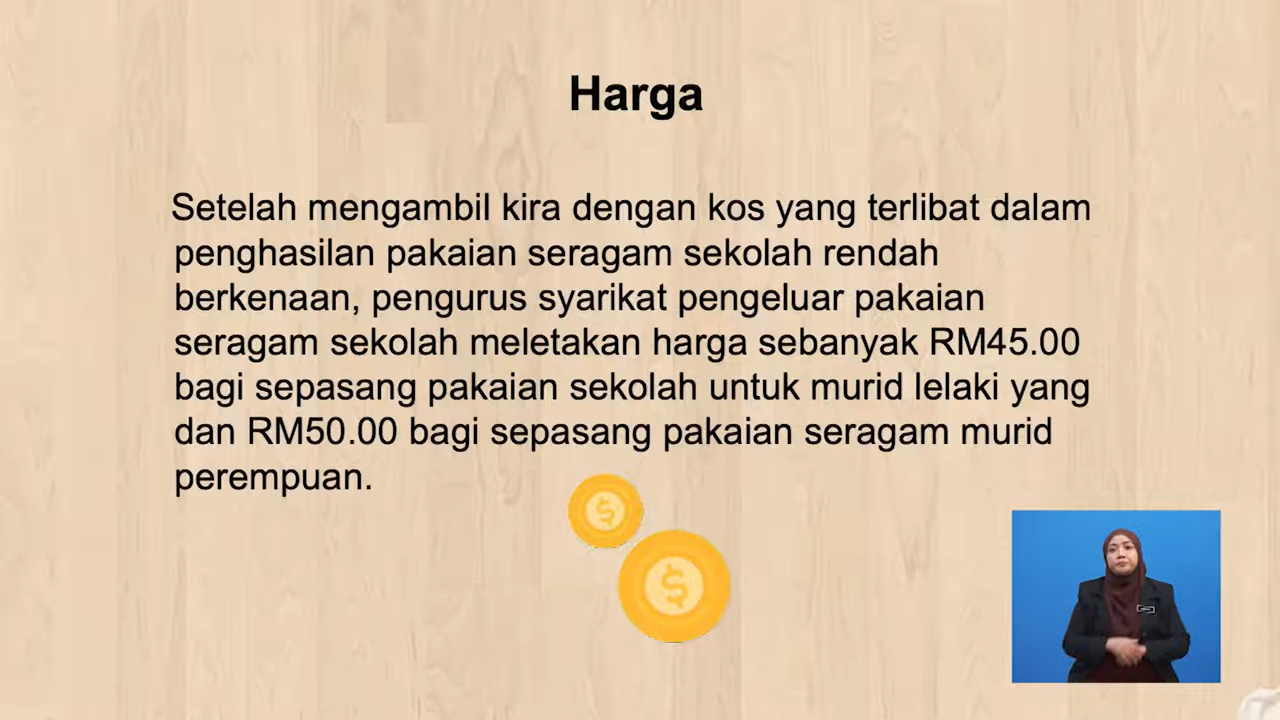 Harga
Setelah mengambil kira dengan kos yang terlibat dalam
penghasilan pakaian seragam sekolah rendah
berkenaan, pengurus syarikat pengeluar pakaian
seragam sekolah meletakan harga sebanyak RM45.00
bagi sepasang pakaian sekolah untuk murid lelaki yang
dan RM50.00 bagi sepasang pakaian seragam murid
perempuan.
$
$